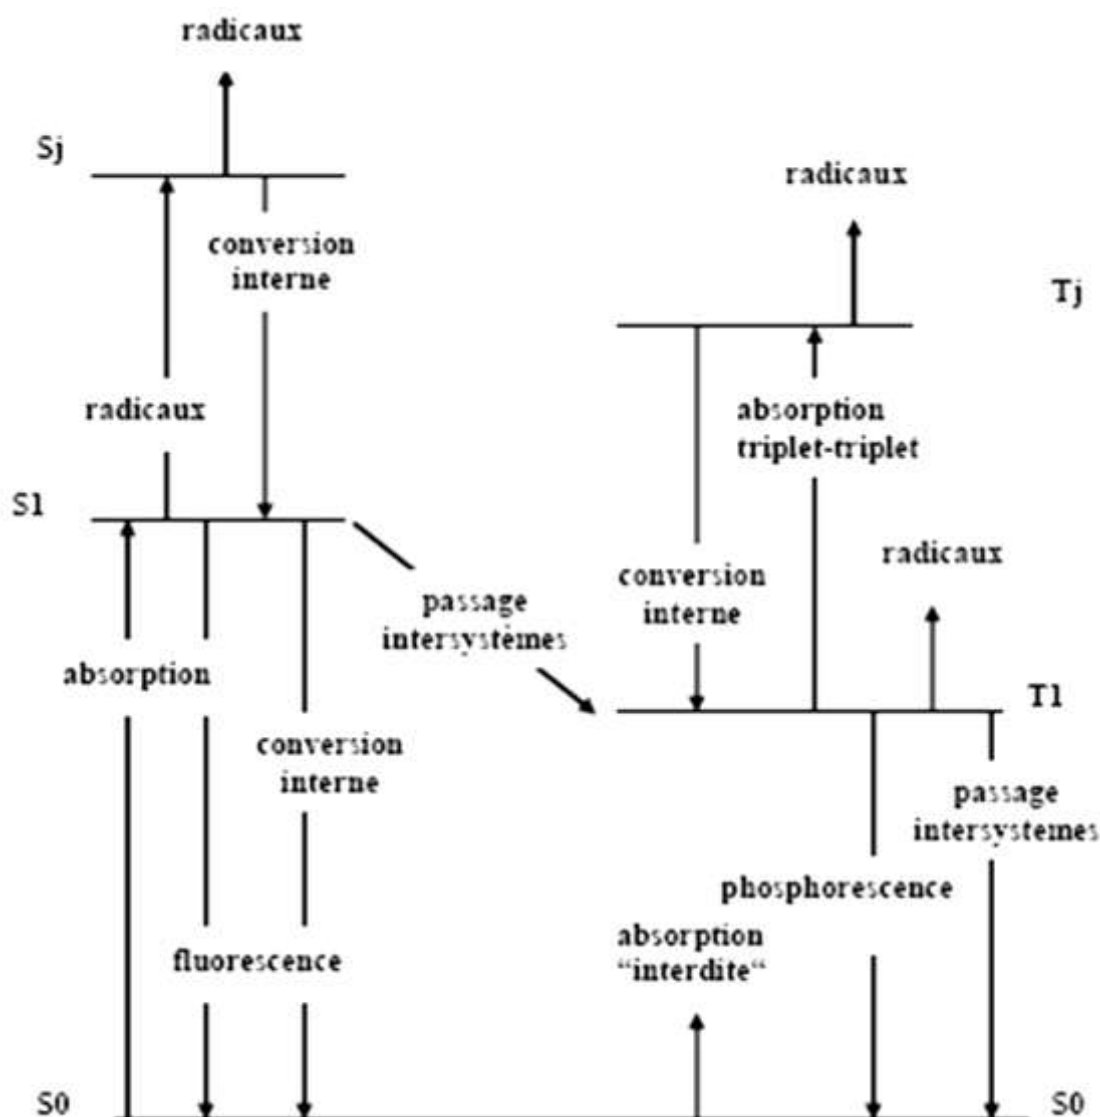 radicaux
Sj
radicaux
conversion
interne
Tj
radicaux
absorption
triplet-triplet
S1
radicaux
conversion
interne
passage
intersystèmes
absorption
T1
conversion
interne
passage
intersystèmes
phosphorescence
absorption
“interdite“
fluorescence
S0
S0